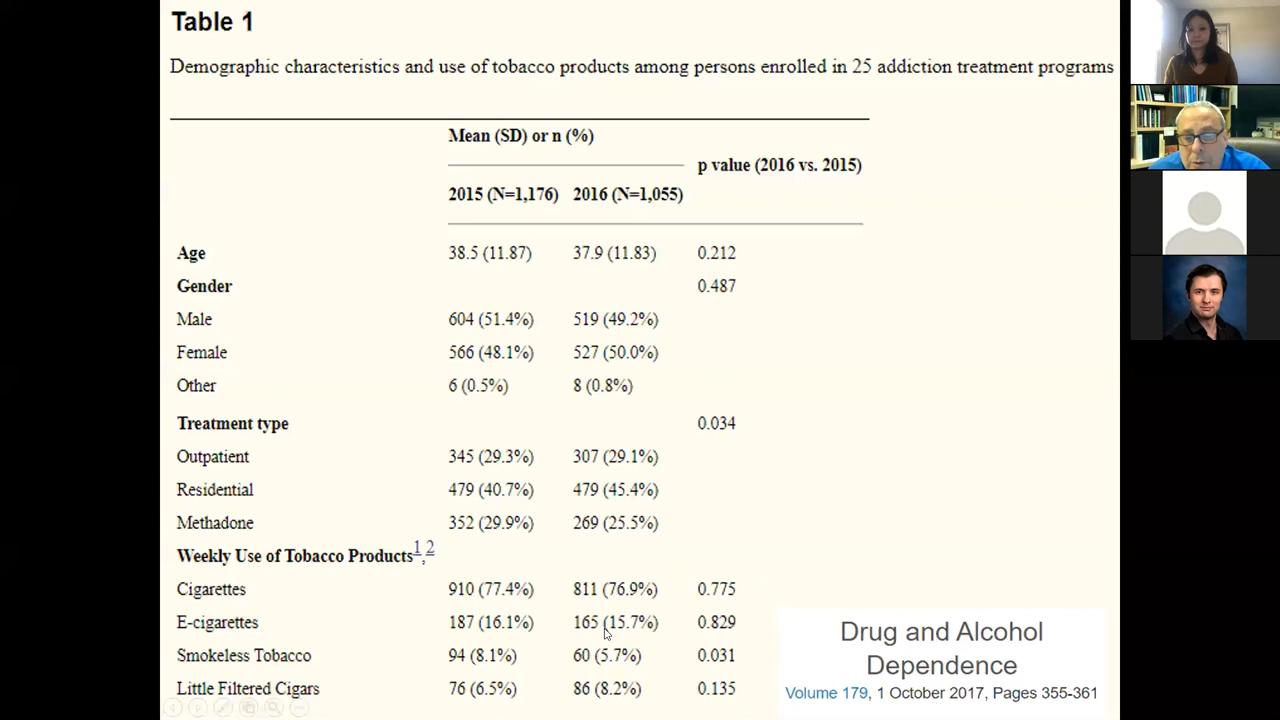 Table 1
Demographic characteristics and use of tobacco products among persons enrolled in 25 addiction treatment programs
Mean (SD) or n (%)
p value (2016 vs. 2015)
2015 (N=1,176) 2016 (N=1,055)
Age 38.5 (11.87) 37.9 (11.83) 0.212
Gender 0.487
Male 604 (51.4%) 519 (49.2%)
Female 566 (48.1%) 527 (50.0%)
Other 6 (0.5%) 8 (0.8%)
Treatment type 0.034
Outpatient 345 (29.3%) 307 (29.1%)
Residential 479 (40.7%) 479 (45.4%)
Methadone 352 (29.9%) 269 (25.5%)
Weekly Use of Tobacco Products1,2
Cigarettes 910 (77.4%) 811 (76.9%) 0.775
E-cigarettes 187 (16.1%) 165 (15.7%) 0.829
Smokeless Tobacco 94 (8.1%) 60 (5.7%) 0.031
Little Filtered Cigars 76 (6.5%) 86 (8.2%) 0.135
Drug and Alcohol
Dependence
Volume 179, 1 October 2017, Pages 355-361